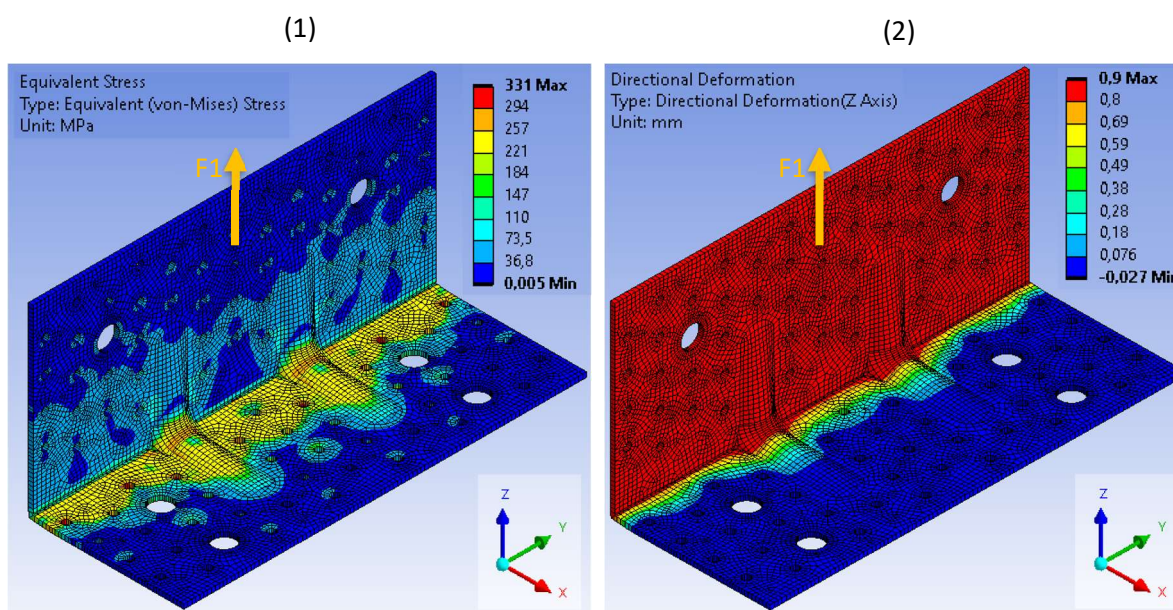 (1)
(2)
Equivalent Stress
Type: Equivalent (von-Mises) Stress
Unit: MPa
331 Max
294
257
221
184
147
110
73,5
36,8
0,005 Min
F1
Z
Y
X
Directional Deformation
Type: Directional Deformation(Z Axis)
Unit: mm
0,9 Max
0,8
0,69
0,59
0,49
0,38
0,28
0,18
0,076
-0,027 Min
F1
Z
Y
X